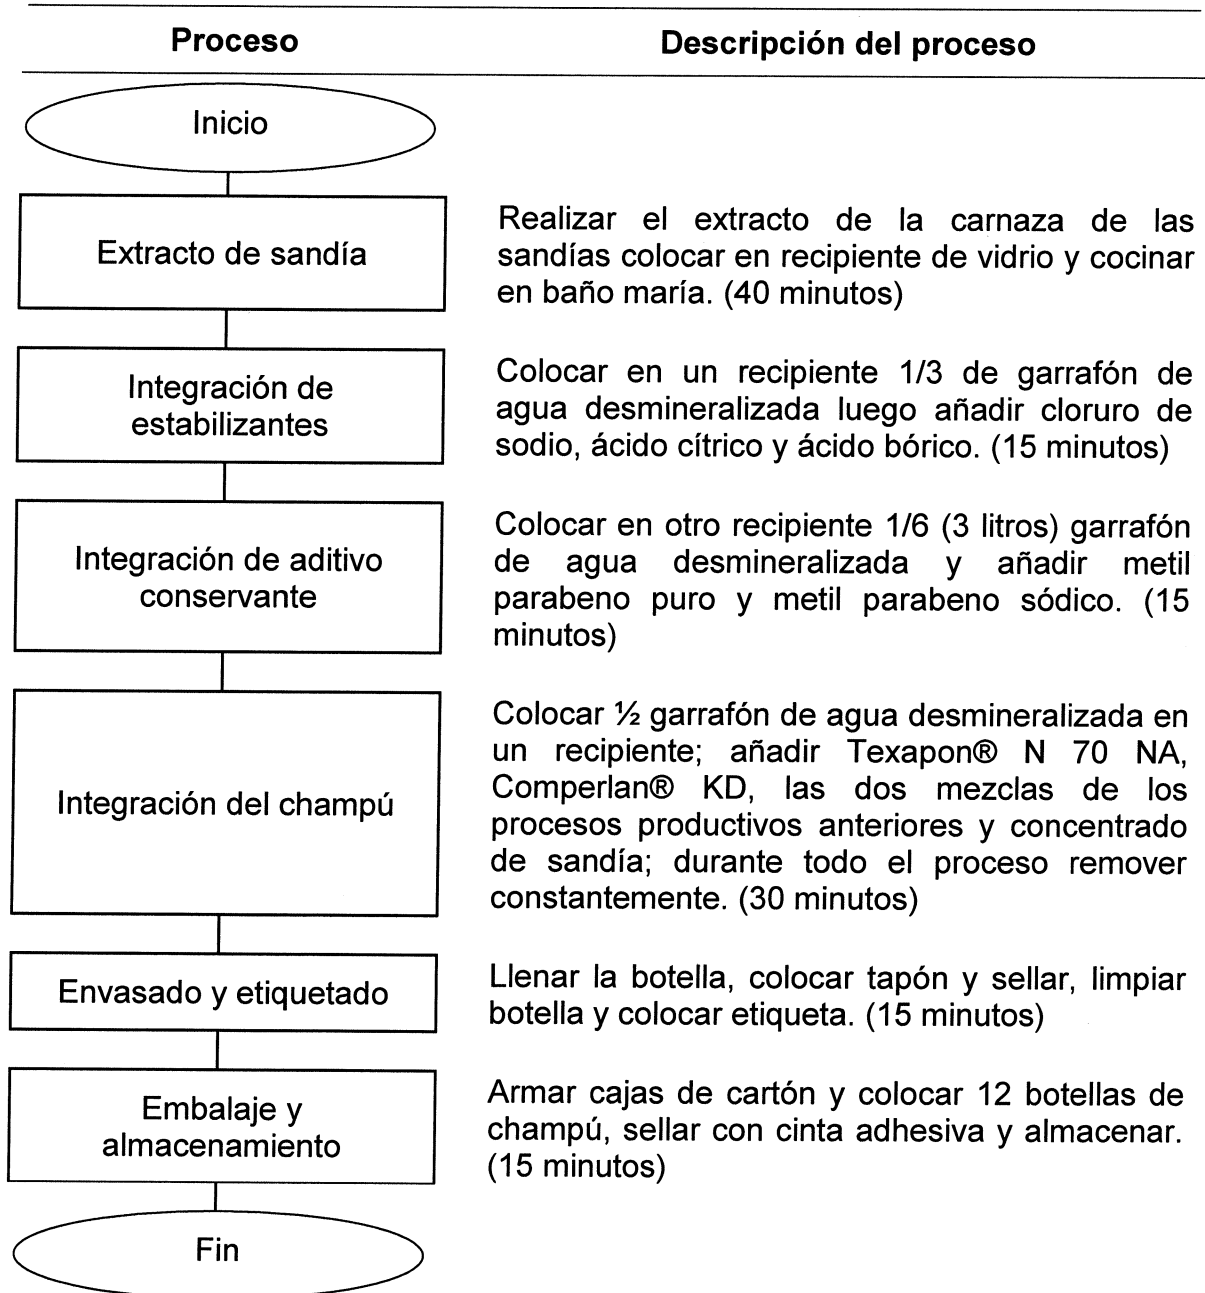 Proceso
Descripción del proceso
Inicio
Extracto de sandía
Realizar el extracto de la carnaza de las
sandías colocar en recipiente de vidrio y cocinar
en baño maría. (40 minutos)
Integración de
estabilizantes
Colocar en un recipiente 1/3 de garrafón de
agua desmineralizada luego añadir cloruro de
sodio, ácido cítrico y ácido bórico. (15 minutos)
Integración de aditivo
conservante
Colocar en otro recipiente 1/6 (3 litros) garrafón
de agua desmineralizada y añadir metil
parabeno puro y metil parabeno sódico. (15
minutos)
Integración del champú
Colocar ½ garrafón de agua desmineralizada en
un recipiente; añadir Texapon® N 70 NA,
Comperlan® KD, las dos mezclas de los
procesos productivos anteriores y concentrado
de sandía; durante todo el proceso remover
constantemente. (30 minutos)
Envasado y etiquetado
Llenar la botella, colocar tapón y sellar, limpiar
botella y colocar etiqueta. (15 minutos)
Embalaje y
almacenamiento
Armar cajas de cartón y colocar 12 botellas de
champú, sellar con cinta adhesiva y almacenar.
(15 minutos)
Fin